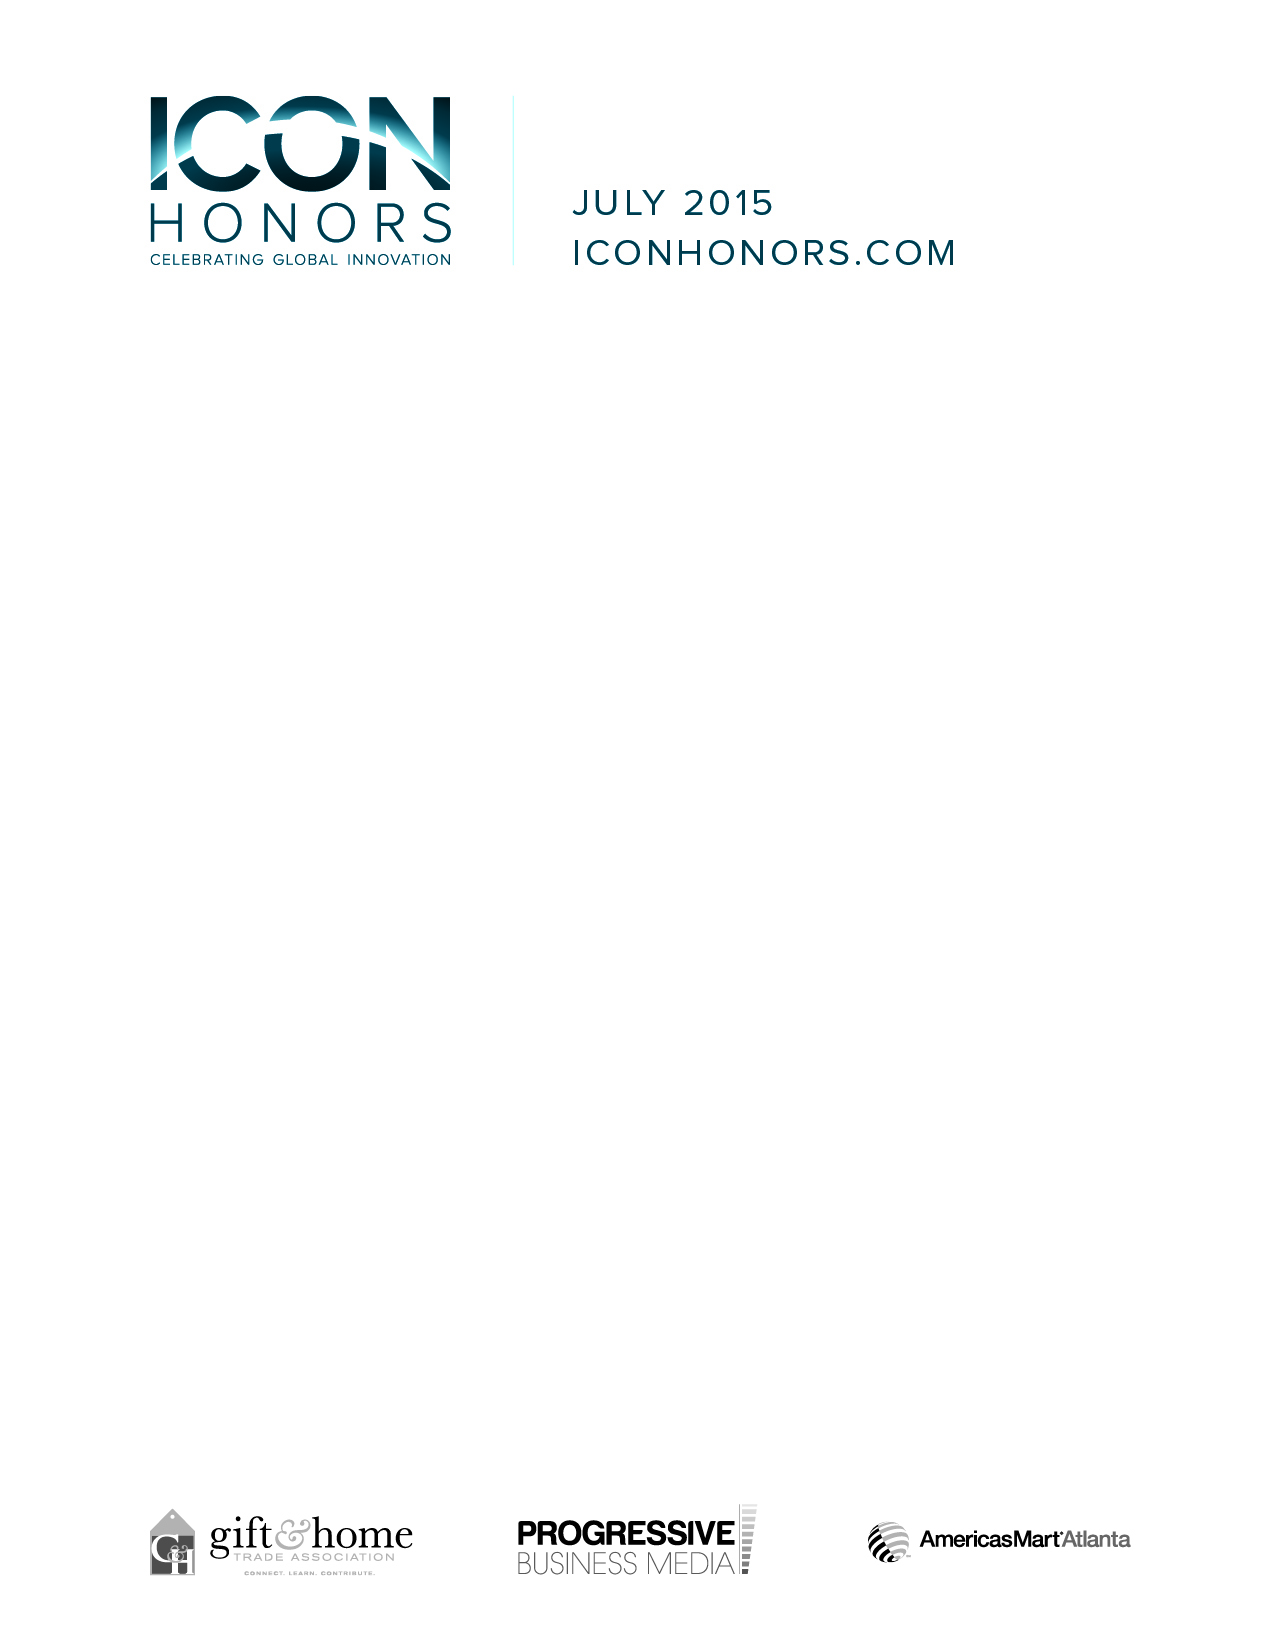 ICON
HONORS
CELEBRATING GLOBAL INNOVATION
JULY 2015
ICONHONORS.COM
G&H
gift&home
TRADE ASSOCIATION
CONNECT. LEARN. CONTRIBUTE.
PROGRESSIVE
BUSINESS MEDIA
AmericasMart Atlanta